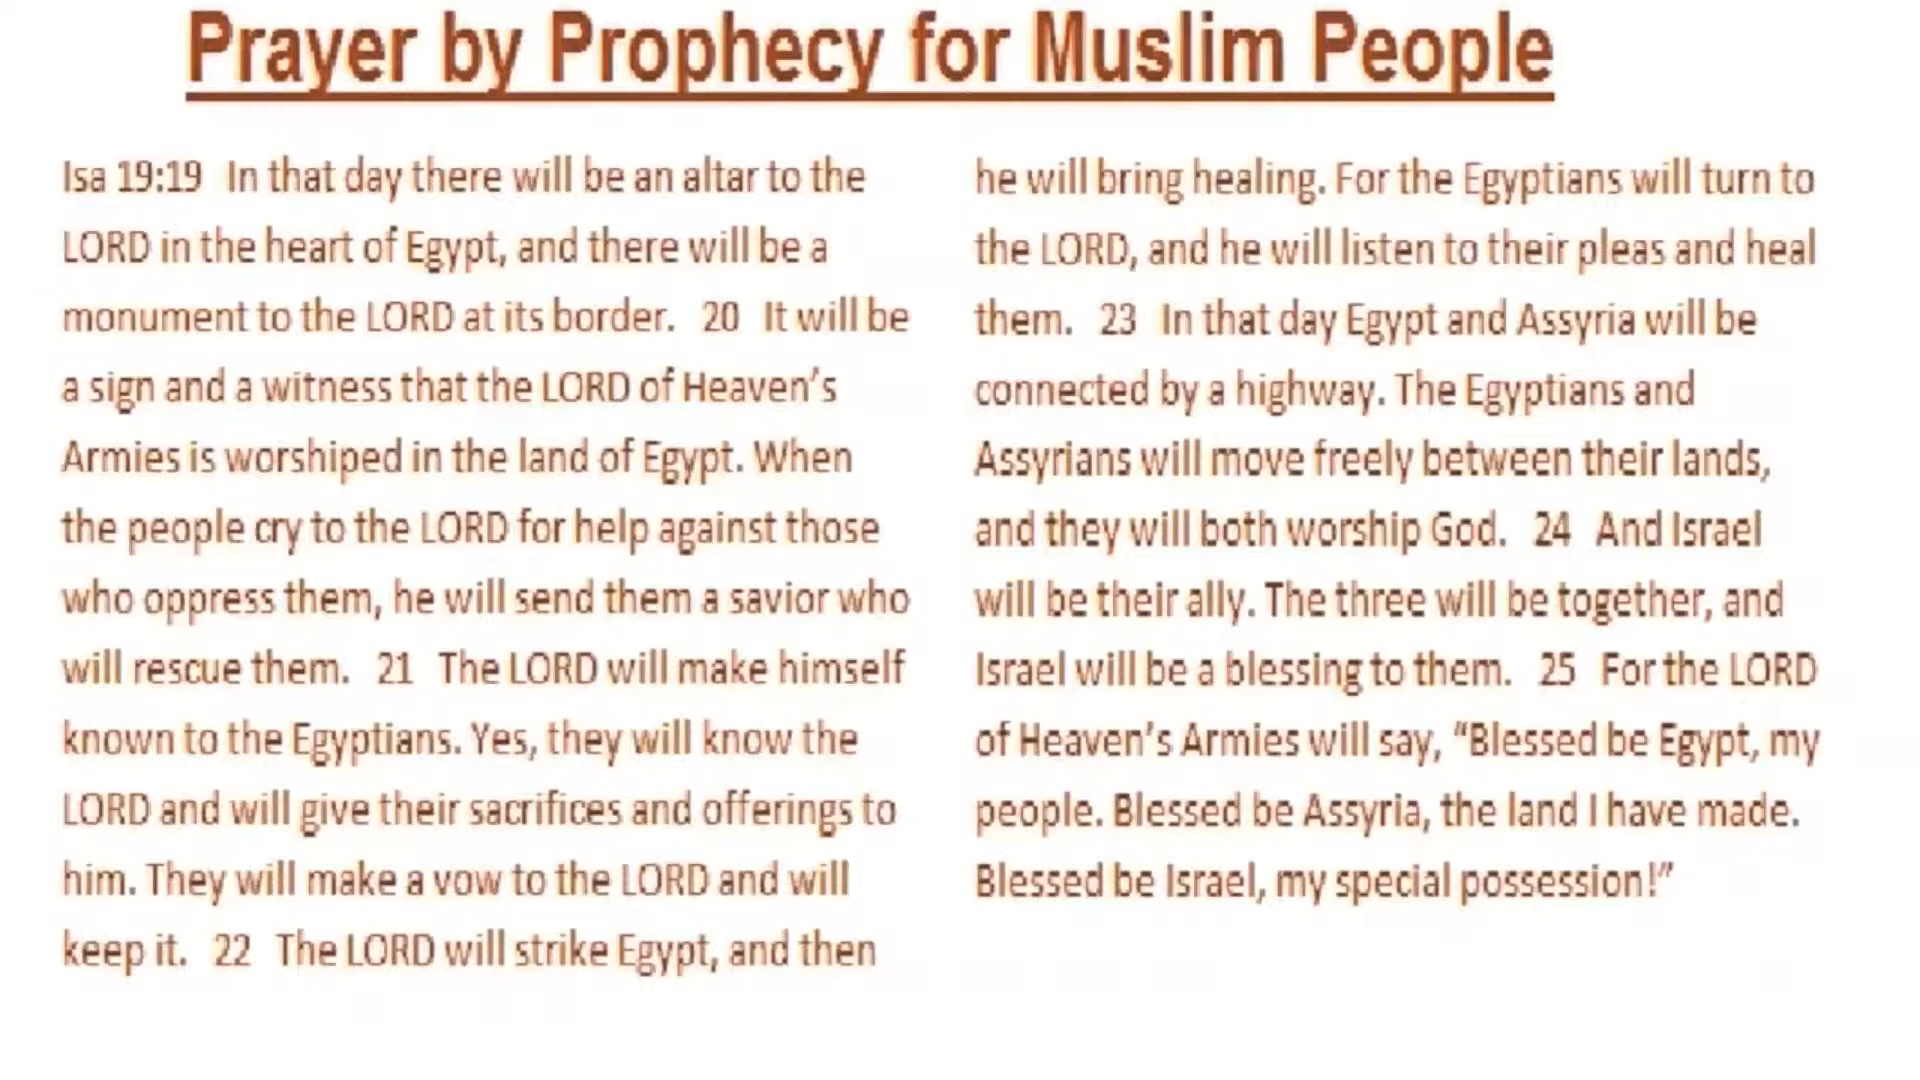 Prayer by Prophecy for Muslim People
Isa 19:19 In that day there will be an altar to the
LORD in the heart of Egypt, and there will be a
monument to the LORD at its border. 20 It will be
a sign and a witness that the LORD of Heaven's
Armies is worshiped in the land of Egypt. When
the people cry to the LORD for help against those
who oppress them, he will send them a savior who
will rescue them. 21 The LORD will make himself
known to the Egyptians. Yes, they will know the
LORD and will give their sacrifices and offerings to
him. They will make a vow to the LORD and will
keep it. 22 The LORD will strike Egypt, and then
he will bring healing. For the Egyptians will turn to
the LORD, and he will listen to their pleas and heal
them. 23 In that day Egypt and Assyria will be
connected by a highway. The Egyptians and
Assyrians will move freely between their lands,
and they will both worship God. 24 And Israel
will be their ally. The three will be together, and
Israel will be a blessing to them. 25 For the LORD
of Heaven's Armies will say, "Blessed be Egypt, my
people. Blessed be Assyria, the land I have made.
Blessed be Israel, my special possession!"